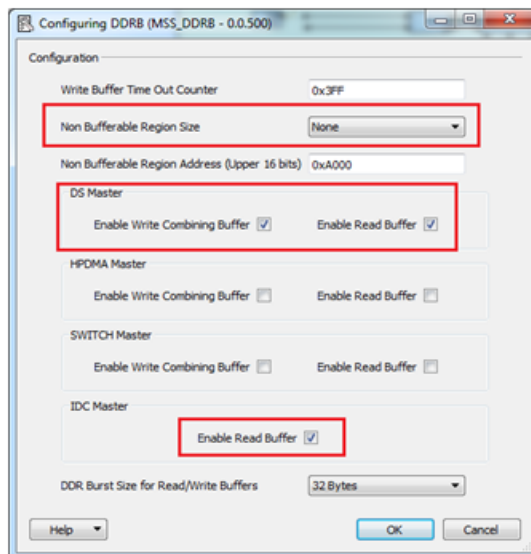 Configuring DDRB (MSS_DDRB - 0.0.500)
Configuration
Write Buffer Time Out Counter 0x3FF
Non Bufferable Region Size None
Non Bufferable Region Address (Upper 16 bits) 0xA000
DS Master
Enable Write Combining Buffer Enable Read Buffer
HPDMA Master
Enable Write Combining Buffer Enable Read Buffer
SWITCH Master
Enable Write Combining Buffer Enable Read Buffer
IDC Master
Enable Read Buffer
DDR Burst Size for Read/Write Buffers 32 Bytes
Help OK Cancel